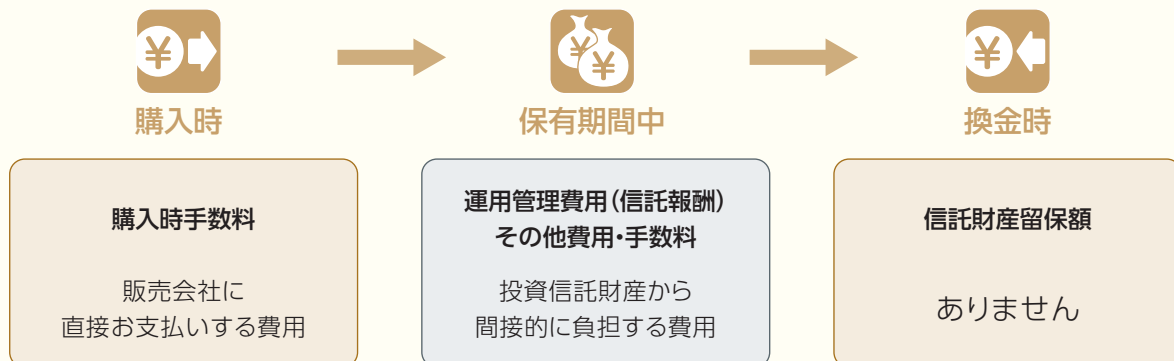 購入時
保有期間中
換金時
購入時手数料
販売会社に
直接お支払いする費用
運用管理費用(信託報酬)
その他費用・手数料
投資信託財産から
間接的に負担する費用
信託財産留保額
ありません